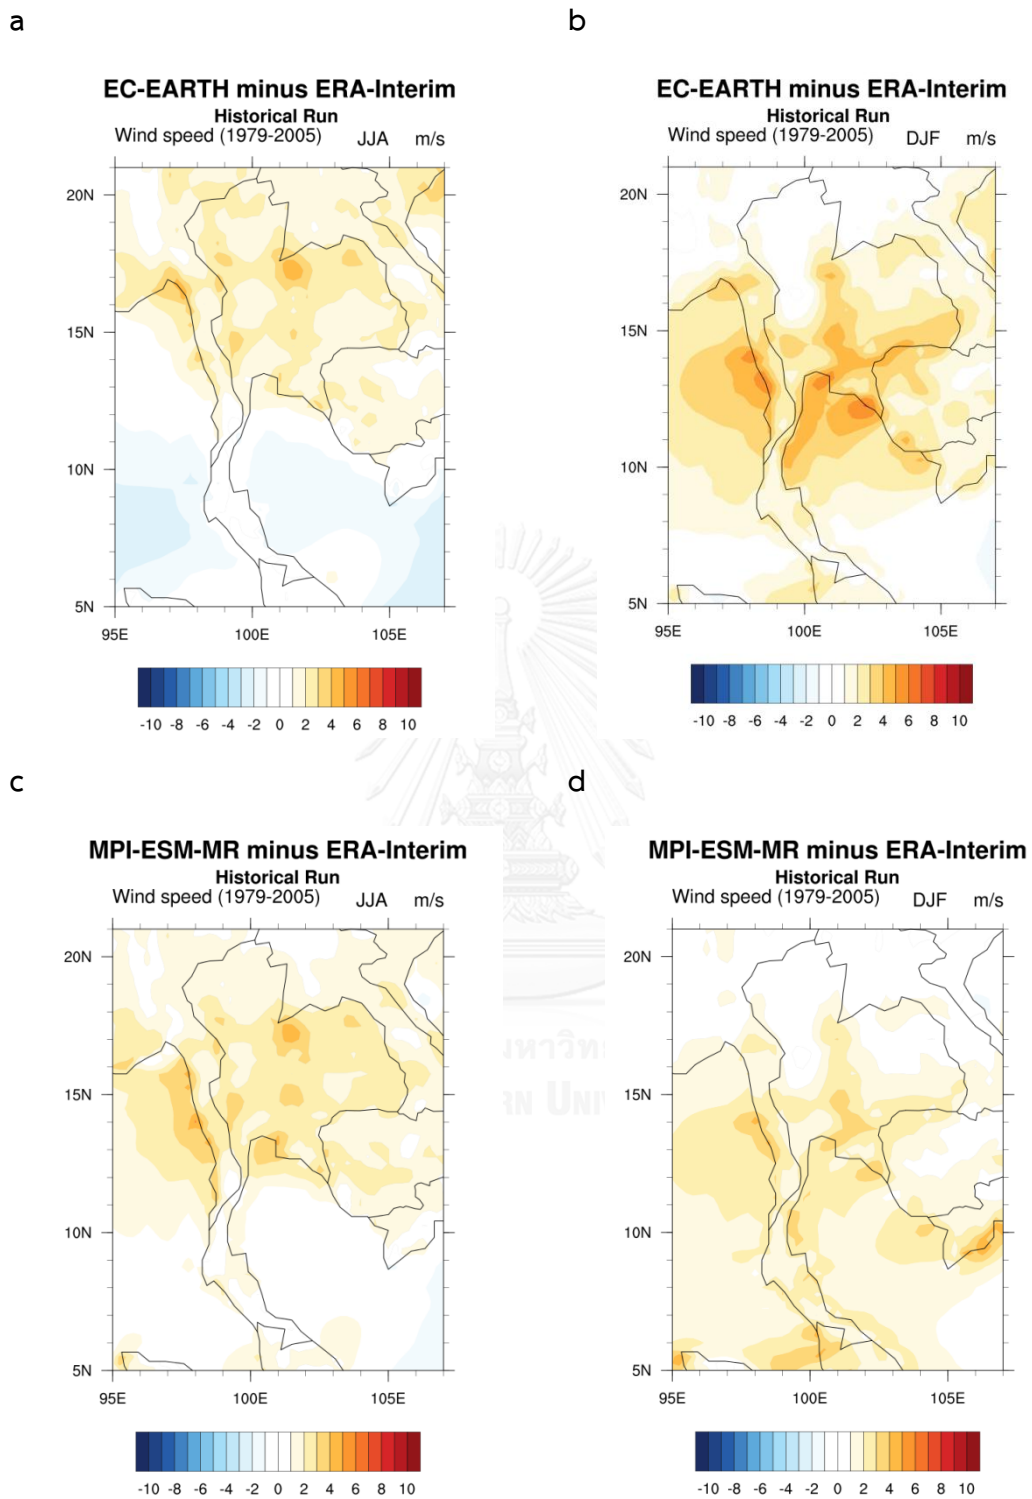 a
EC-EARTH minus ERA-Interim
Historical Run
Wind speed (1979-2005) JJA m/s
20N
15N
10N
5N
95E 100E 105E
-10 -8 -6 -4 -2 0 2 4 6 8 10
b
EC-EARTH minus ERA-Interim
Historical Run
Wind speed (1979-2005) DJF m/s
20N
15N
10N
5N
95E 100E 105E
-10 -8 -6 -4 -2 0 2 4 6 8 10
c
MPI-ESM-MR minus ERA-Interim
Historical Run
Wind speed (1979-2005) JJA m/s
20N
15N
10N
5N
95E 100E 105E
-10 -8 -6 -4 -2 0 2 4 6 8 10
d
MPI-ESM-MR minus ERA-Interim
Historical Run
Wind speed (1979-2005) DJF m/s
20N
15N
10N
5N
95E 100E 105E
-10 -8 -6 -4 -2 0 2 4 6 8 10